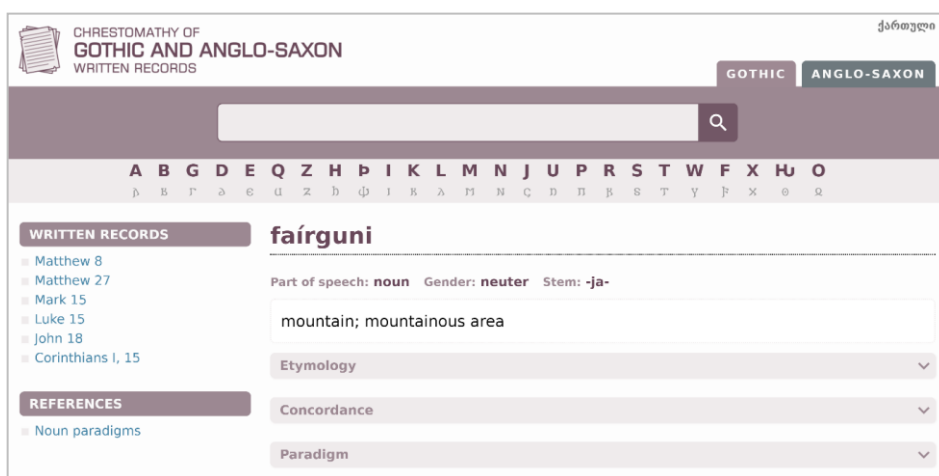 ქართული
CHRESTOMATHY OF
GOTHIC AND ANGLO-SAXON
WRITTEN RECORDS
GOTHIC ANGLO-SAXON
A B G D E Q Z H Þ I K L M N J U P R S T W F X Ƕ O
𐌰 𐌱 𐌲 𐌳 𐌴 𐌵 𐌶 𐌷 𐌸 𐌹 𐌺 𐌻 𐌼 𐌽 𐌾 𐌿 𐍀 𐍂 𐍃 𐍄 𐍅 𐍆 𐍇 𐍈 𐍉
WRITTEN RECORDS
Matthew 8
Matthew 27
Mark 15
Luke 15
John 18
Corinthians I, 15
REFERENCES
Noun paradigms
faírguni
Part of speech: noun Gender: neuter Stem: -ja-
mountain; mountainous area
Etymology
Concordance
Paradigm